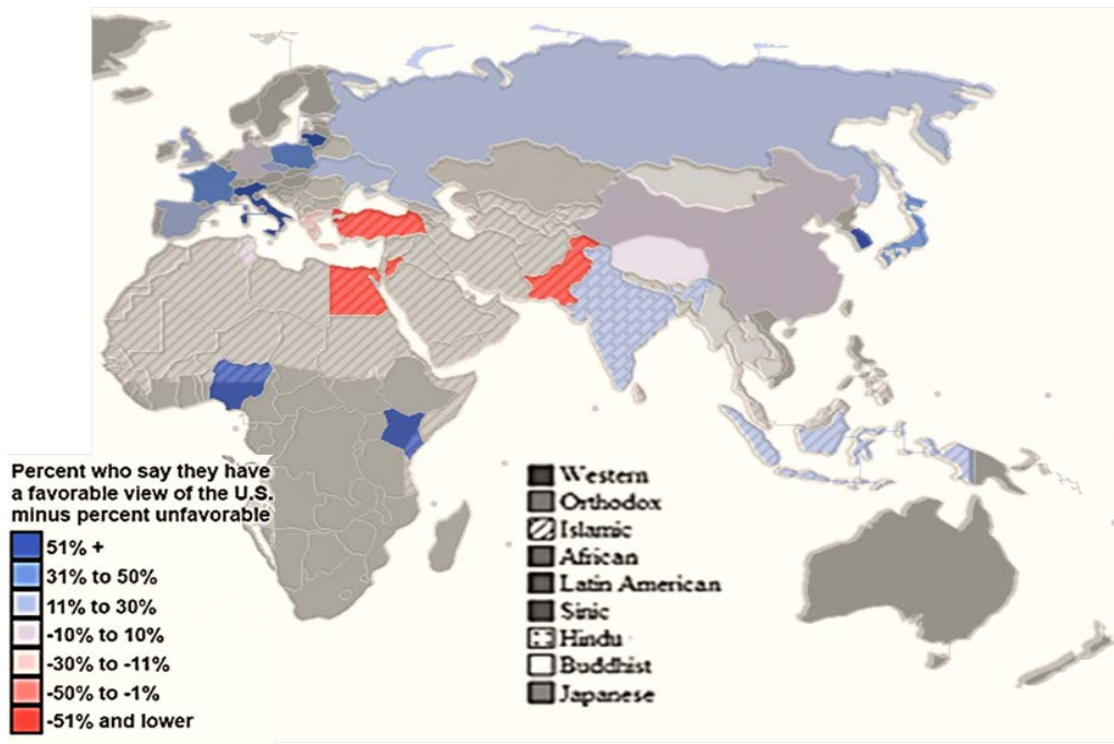 Percent who say they have
a favorable view of the U.S.
minus percent unfavorable
51% +
31% to 50%
11% to 30%
-10% to 10%
-30% to -11%
-50% to -1%
-51% and lower
Western
Orthodox
Islamic
African
Latin American
Sinic
Hindu
Buddhist
Japanese